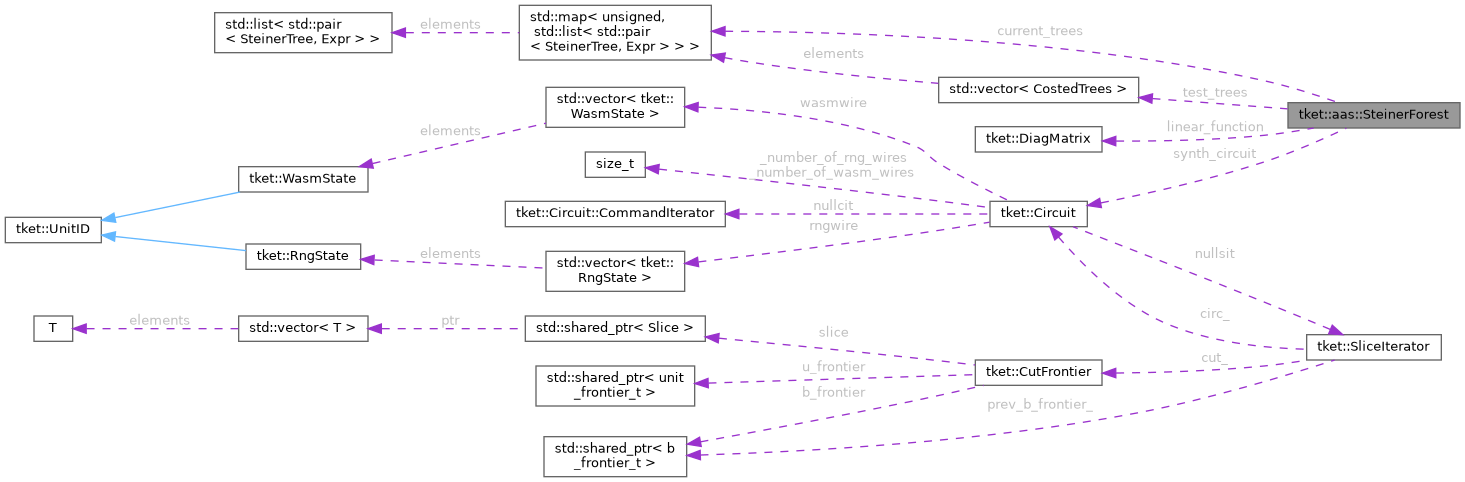 std::list< std::pair
< SteinerTree, Expr > >
elements
std::map< unsigned,
std::list< std::pair
< SteinerTree, Expr > > >
current_trees
elements
std::vector< CostedTrees >
test_trees
tket::aas::SteinerForest
std::vector< tket::
WasmState >
wasmwire
linear_function
tket::DiagMatrix
elements
synth_circuit
_number_of_rng_wires
_number_of_wasm_wires
size_t
tket::WasmState
nullcit
tket::Circuit::CommandIterator
tket::Circuit
tket::UnitID
rngwire
tket::RngState
elements
std::vector< tket::
RngState >
nullsit
circ_
T
elements
std::vector< T >
ptr
std::shared_ptr< Slice >
slice
tket::SliceIterator
cut_
tket::CutFrontier
u_frontier
std::shared_ptr< unit
_frontier_t >
b_frontier
prev_b_frontier_
std::shared_ptr< b
_frontier_t >